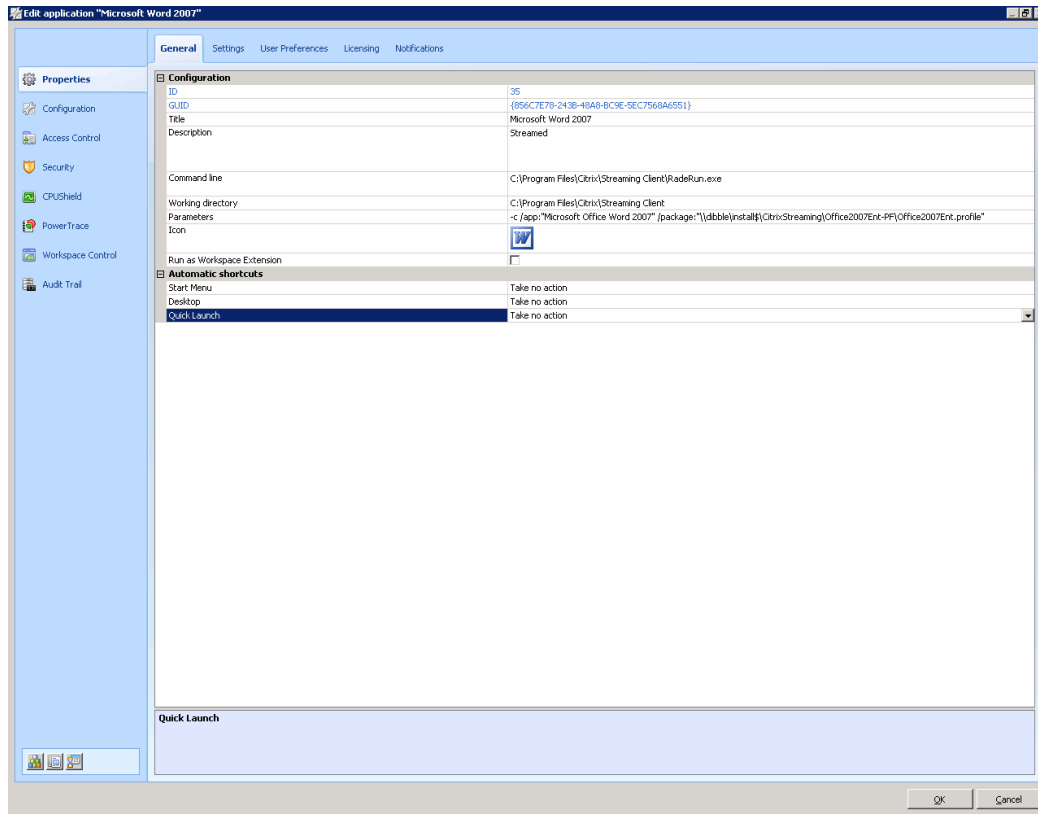 Edit application "Microsoft Word 2007"
General Settings User Preferences Licensing Notifications
Properties
Configuration
Access Control
Security
CPUShield
PowerTrace
Workspace Control
Audit Trail
Configuration
ID 35
GUID {856C7E78-243B-48A8-BC9E-5EC7568A6551}
Title Microsoft Word 2007
Description Streamed
Command line C:\Program Files\Citrix\Streaming Client\RadeRun.exe
Working directory C:\Program Files\Citrix\Streaming Client
Parameters -c /app:"Microsoft Office Word 2007" /package:"\\dibble\install$\CitrixStreaming\Office2007Ent-PF\Office2007Ent.profile"
Icon
Run as Workspace Extension
Automatic shortcuts
Start Menu Take no action
Desktop Take no action
Quick Launch Take no action
Quick Launch
OK Cancel